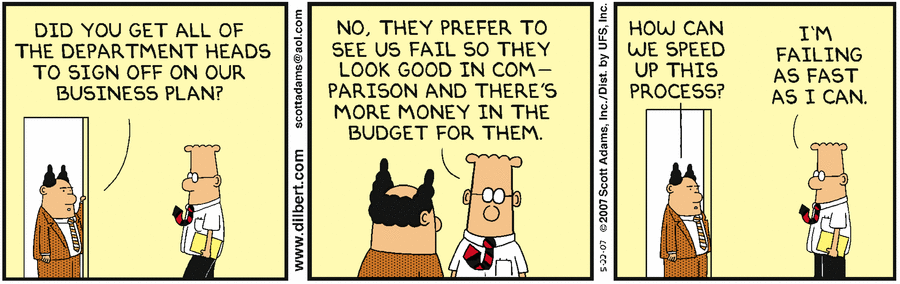 DID YOU GET ALL OF
THE DEPARTMENT HEADS
TO SIGN OFF ON OUR
BUSINESS PLAN?
www.dilbert.com scottadams@aol.com
NO, THEY PREFER TO
SEE US FAIL SO THEY
LOOK GOOD IN COM-
PARISON AND THERE'S
MORE MONEY IN THE
BUDGET FOR THEM.
©2007 Scott Adams, Inc./Dist. by UFS, Inc.
HOW CAN
WE SPEED
UP THIS
PROCESS?
I'M
FAILING
AS FAST
AS I CAN.